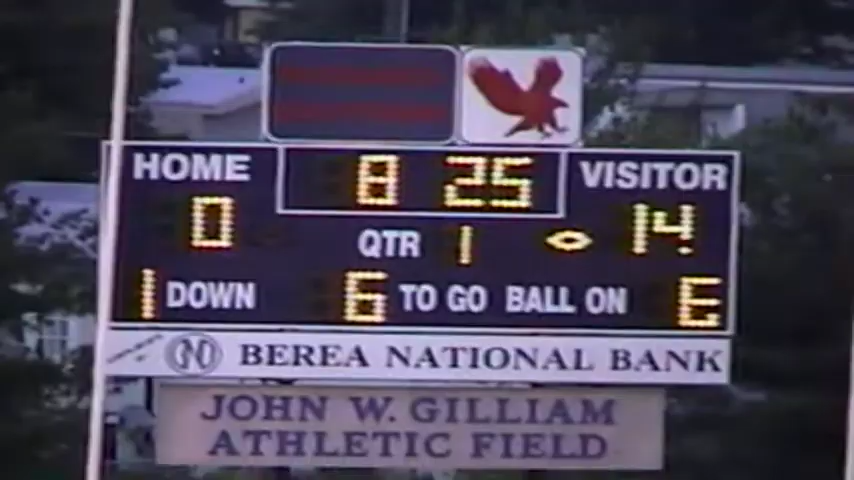 HOME 8 25 VISITOR
0 QTR 1 14
1 DOWN 6 TO GO BALL ON 6
BEREA NATIONAL BANK
JOHN W. GILLIAM
ATHLETIC FIELD